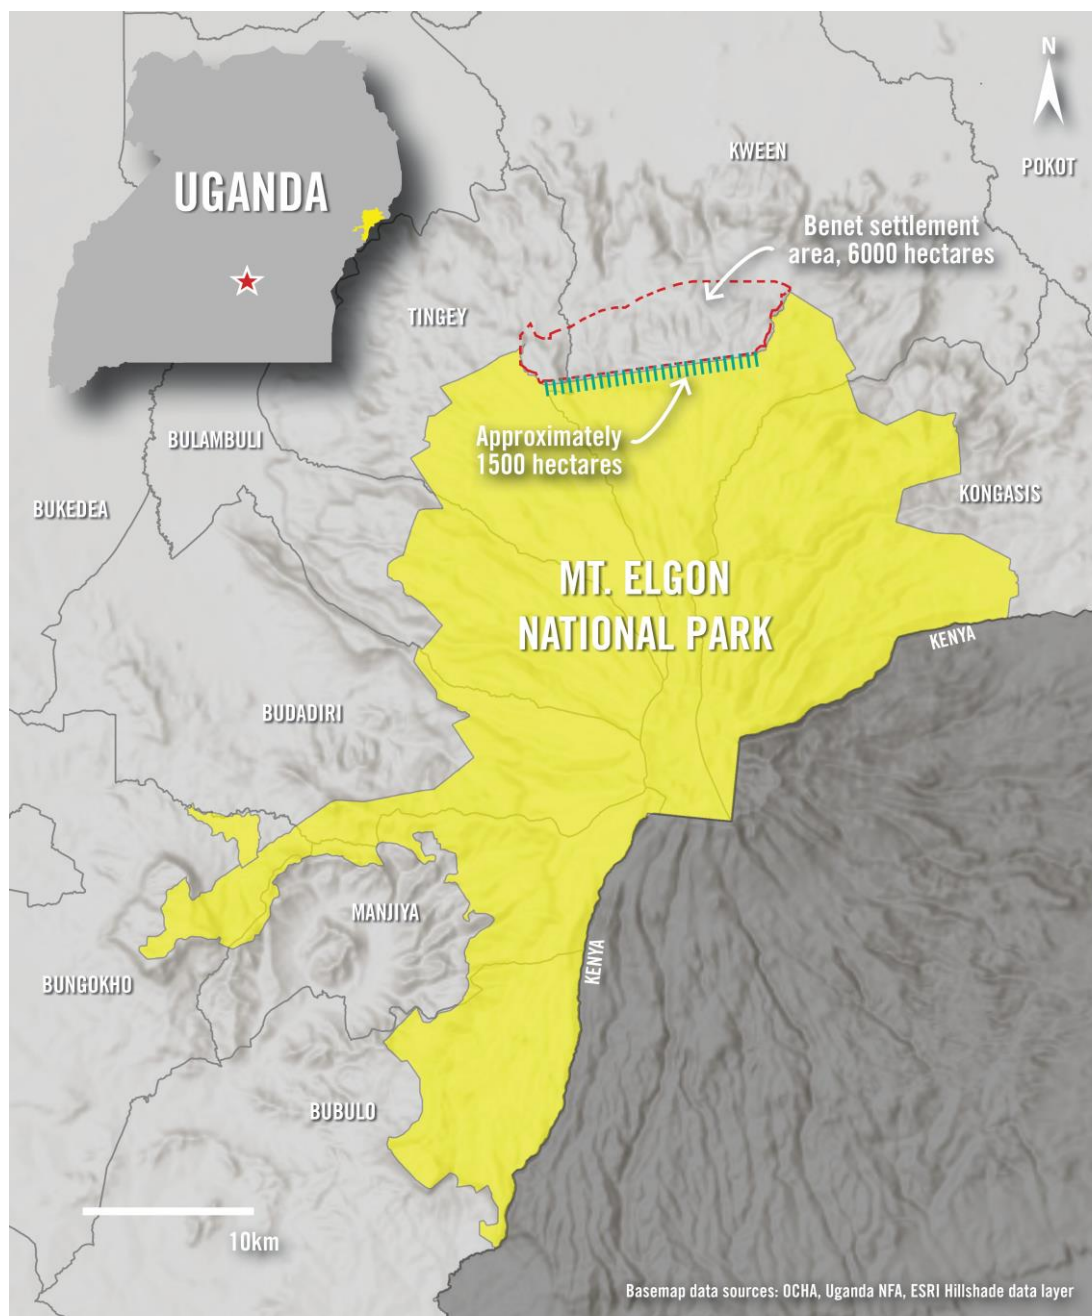 N
UGANDA
KWEEN
POKOT
Benet settlement
area, 6000 hectares
TINGEY
Approximately
1500 hectares
BULAMBULI
BUKEDEA
KONGASIS
MT. ELGON
NATIONAL PARK
KENYA
BUDADIRI
MANJIYA
KENYA
BUNGOKHO
BUBULO
10km
Basemap data sources: OCHA, Uganda NFA, ESRI Hillshade data layer